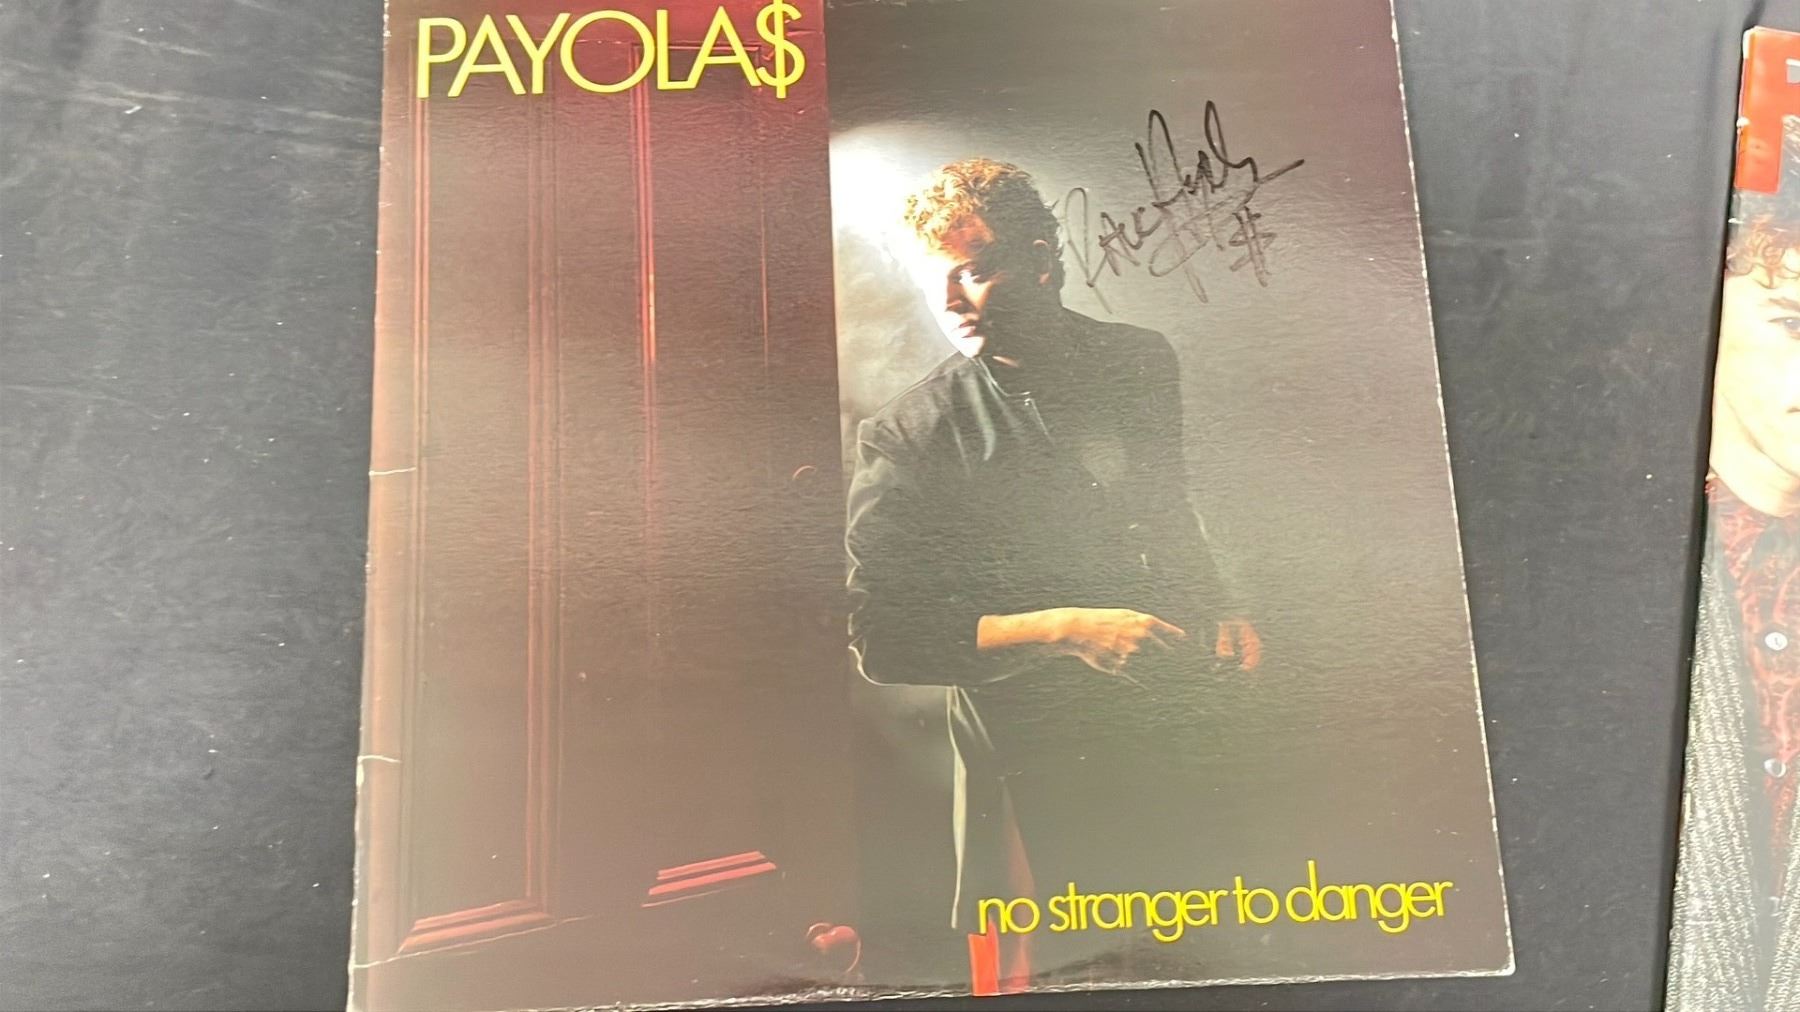 PAYOLA$
no stranger to danger